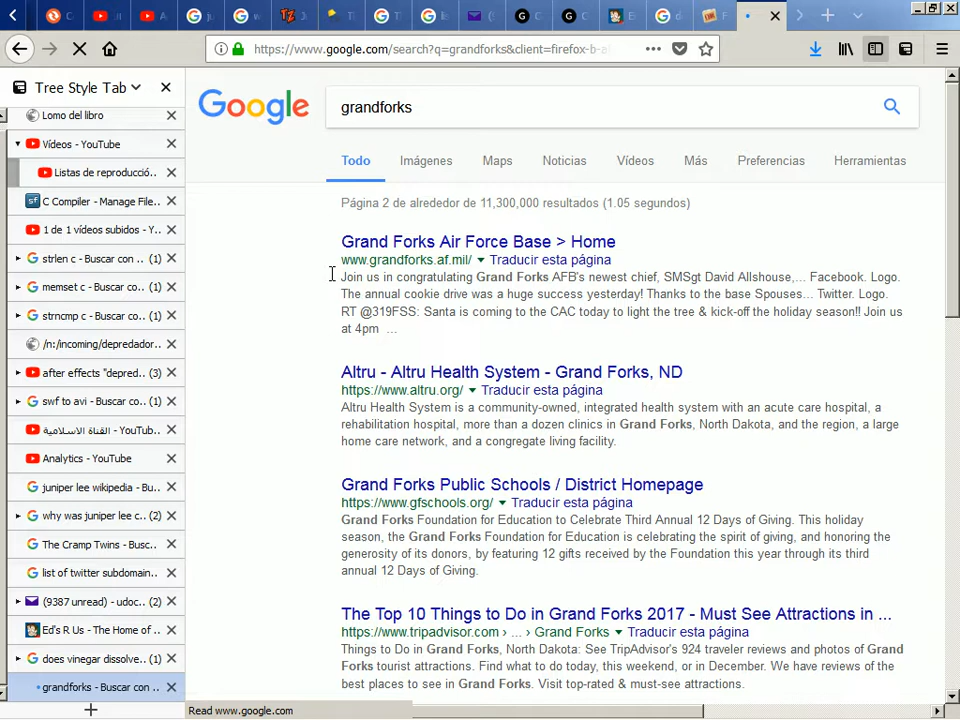 https://www.google.com/search?q=grandforks&client=firefox-b-a
Tree Style Tab
Lomo del libro
Vídeos - YouTube
Listas de reproducció..
C Compiler - Manage File..
1 de 1 vídeos subidos - Y..
strlen c - Buscar con .. (1)
memset c - Buscar co.. (1)
strncmp c - Buscar co.. (1)
/n:/incoming/depredador..
after effects "depred.. (3)
swf to avi - Buscar co.. (1)
القناة الاسلامية - YouTub..
Analytics - YouTube
juniper lee wikipedia - Bu..
why was juniper lee c.. (2)
The Cramp Twins - Busc..
list of twitter subdomain..
(9387 unread) - udoc.. (2)
Ed's R Us - The Home of ..
does vinegar dissolve.. (1)
grandforks - Buscar con ..
Google
grandforks
Todo Imágenes Maps Noticias Vídeos Más Preferencias Herramientas
Página 2 de alrededor de 11,300,000 resultados (1.05 segundos)
Grand Forks Air Force Base > Home
www.grandforks.af.mil/ Traducir esta página
Join us in congratulating Grand Forks AFB's newest chief, SMSgt David Allshouse,... Facebook. Logo.
The annual cookie drive was a huge success yesterday! Thanks to the base Spouses... Twitter. Logo.
RT @319FSS: Santa is coming to the CAC today to light the tree & kick-off the holiday season!! Join us
at 4pm ...
Altru - Altru Health System - Grand Forks, ND
https://www.altru.org/ Traducir esta página
Altru Health System is a community-owned, integrated health system with an acute care hospital, a
rehabilitation hospital, more than a dozen clinics in Grand Forks, North Dakota, and the region, a large
home care network, and a congregate living facility.
Grand Forks Public Schools / District Homepage
https://www.gfschools.org/ Traducir esta página
Grand Forks Foundation for Education to Celebrate Third Annual 12 Days of Giving. This holiday
season, the Grand Forks Foundation for Education is celebrating the spirit of giving, and honoring the
generosity of its donors, by featuring 12 gifts received by the Foundation this year through its third
annual 12 Days of Giving.
The Top 10 Things to Do in Grand Forks 2017 - Must See Attractions in ...
https://www.tripadvisor.com › ... › Grand Forks Traducir esta página
Things to Do in Grand Forks, North Dakota: See TripAdvisor's 924 traveler reviews and photos of Grand
Forks tourist attractions. Find what to do today, this weekend, or in December. We have reviews of the
best places to see in Grand Forks. Visit top-rated & must-see attractions.
Read www.google.com